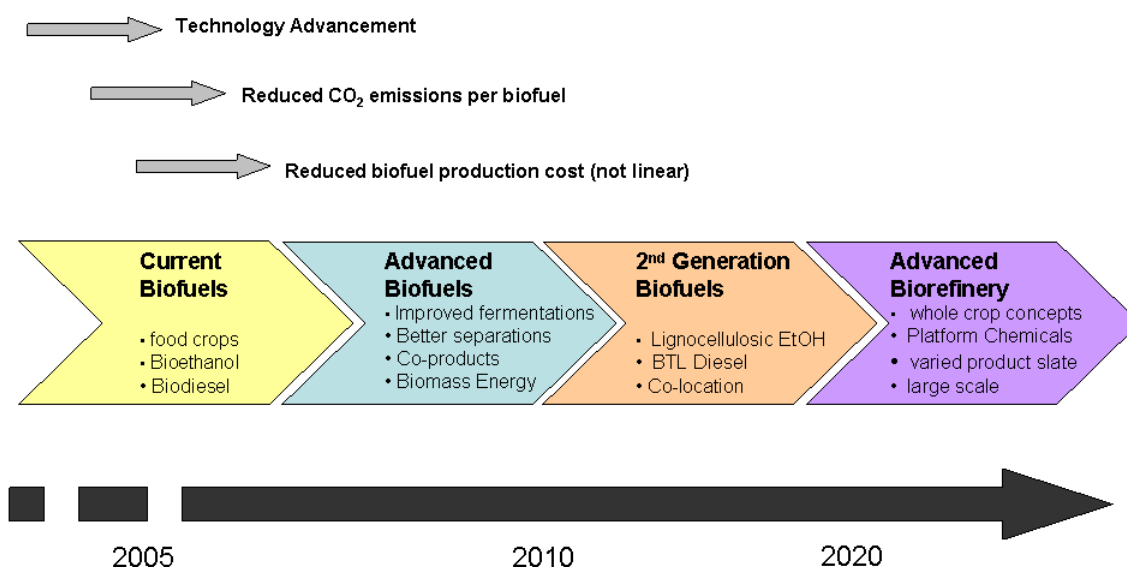 Technology Advancement
Reduced CO₂ emissions per biofuel
Reduced biofuel production cost (not linear)
Current
Biofuels
▪ food crops
▪ Bioethanol
• Biodiesel
Advanced
Biofuels
▪ Improved fermentations
• Better separations
• Co-products
• Biomass Energy
2nd Generation
Biofuels
▪ Lignocellulosic EtOH
• BTL Diesel
• Co-location
Advanced
Biorefinery
▪ whole crop concepts
• Platform Chemicals
• varied product slate
• large scale
2005
2010
2020